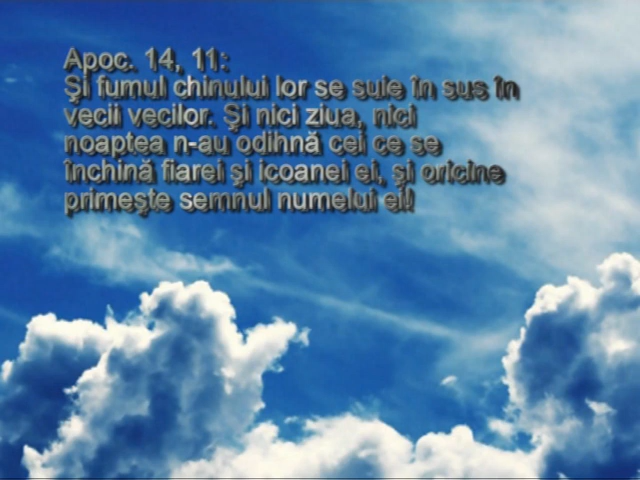 Apoc. 14, 11:
Şi fumul chinului lor se suie în sus în
vecii vecilor. Şi nici ziua, nici
noaptea n-au odihnă cei ce se
închină fiarei şi icoanei ei, şi oricine
primeşte semnul numelui ei!